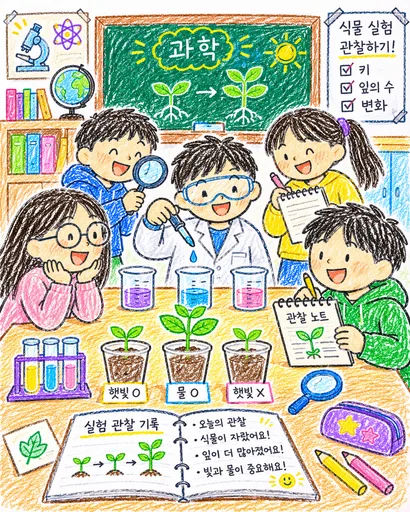 과학
식물 실험
관찰하기!
키
잎의 수
변화
관찰 노트
햇빛 O
물 O
햇빛 X
실험 관찰 기록
• 오늘의 관찰
• 식물이 자랐어요!
• 잎이 더 많아졌어요!
• 빛과 물이 중요해요!